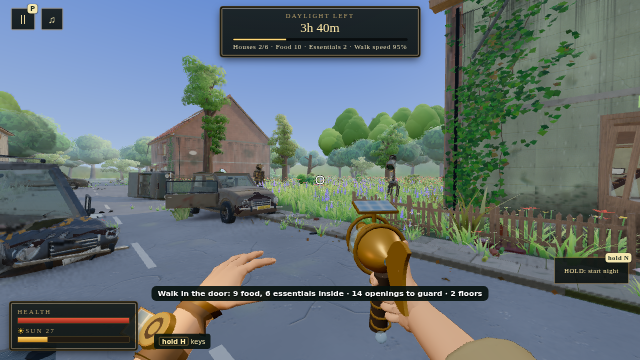 P
DAYLIGHT LEFT
3h 40m
Houses 2/6 · Food 10 · Essentials 2 · Walk speed 95%
hold N
HOLD: start night
Walk in the door: 9 food, 6 essentials inside · 14 openings to guard · 2 floors
HEALTH
SUN 27
hold H keys